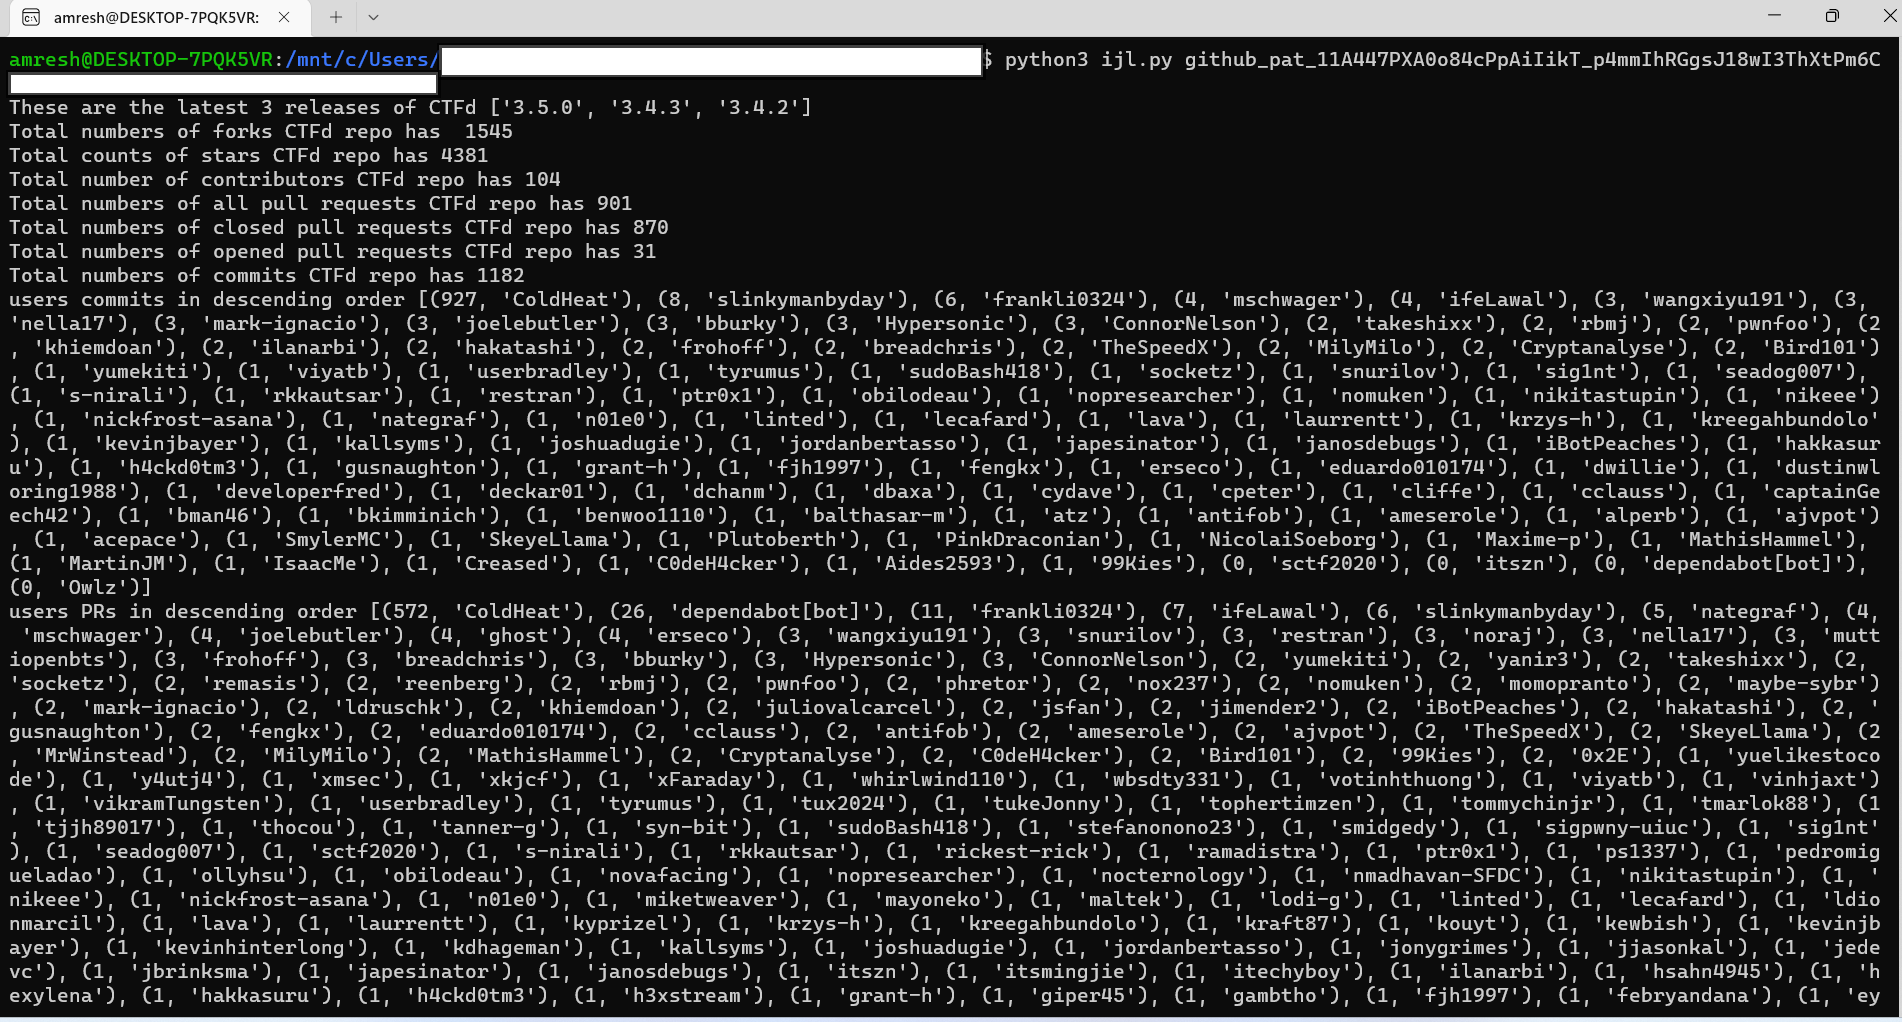 amresh@DESKTOP-7PQK5VR:
amresh@DESKTOP-7PQK5VR:/mnt/c/Users/ $ python3 ijl.py github_pat_11A447PXA0o84cPpAiIikT_p4mmIhRGgsJ18wI3ThXtPm6C
These are the latest 3 releases of CTFd ['3.5.0', '3.4.3', '3.4.2']
Total numbers of forks CTFd repo has  1545
Total counts of stars CTFd repo has 4381
Total number of contributors CTFd repo has 104
Total numbers of all pull requests CTFd repo has 901
Total numbers of closed pull requests CTFd repo has 870
Total numbers of opened pull requests CTFd repo has 31
Total numbers of commits CTFd repo has 1182
users commits in descending order [(927, 'ColdHeat'), (8, 'slinkymanbyday'), (6, 'frankli0324'), (4, 'mschwager'), (4, 'ifeLawal'), (3, 'wangxiyu191'), (3,
'nella17'), (3, 'mark-ignacio'), (3, 'joelebutler'), (3, 'bburky'), (3, 'Hypersonic'), (3, 'ConnorNelson'), (2, 'takeshixx'), (2, 'rbmj'), (2, 'pwnfoo'), (2
, 'khiemdoan'), (2, 'ilanarbi'), (2, 'hakatashi'), (2, 'frohoff'), (2, 'breadchris'), (2, 'TheSpeedX'), (2, 'MilyMilo'), (2, 'Cryptanalyse'), (2, 'Bird101')
, (1, 'yumekiti'), (1, 'viyatb'), (1, 'userbradley'), (1, 'tyrumus'), (1, 'sudoBash418'), (1, 'socketz'), (1, 'snurilov'), (1, 'sig1nt'), (1, 'seadog007'),
(1, 's-nirali'), (1, 'rkkautsar'), (1, 'restran'), (1, 'ptr0x1'), (1, 'obilodeau'), (1, 'nopresearcher'), (1, 'nomuken'), (1, 'nikitastupin'), (1, 'nikeee')
, (1, 'nickfrost-asana'), (1, 'nategraf'), (1, 'n01e0'), (1, 'linted'), (1, 'lecafard'), (1, 'lava'), (1, 'laurrentt'), (1, 'krzys-h'), (1, 'kreegahbundolo'
), (1, 'kevinjbayer'), (1, 'kallsyms'), (1, 'joshuadugie'), (1, 'jordanbertasso'), (1, 'japesinator'), (1, 'janosdebugs'), (1, 'iBotPeaches'), (1, 'hakkasur
u'), (1, 'h4ckd0tm3'), (1, 'gusnaughton'), (1, 'grant-h'), (1, 'fjh1997'), (1, 'fengkx'), (1, 'erseco'), (1, 'eduardo010174'), (1, 'dwillie'), (1, 'dustinwl
oring1988'), (1, 'developerfred'), (1, 'deckar01'), (1, 'dchanm'), (1, 'dbaxa'), (1, 'cydave'), (1, 'cpeter'), (1, 'cliffe'), (1, 'cclauss'), (1, 'captainGe
ech42'), (1, 'bman46'), (1, 'bkimminich'), (1, 'benwoo1110'), (1, 'balthasar-m'), (1, 'atz'), (1, 'antifob'), (1, 'ameserole'), (1, 'alperb'), (1, 'ajvpot')
, (1, 'acepace'), (1, 'SmylerMC'), (1, 'SkeyeLlama'), (1, 'Plutoberth'), (1, 'PinkDraconian'), (1, 'NicolaiSoeborg'), (1, 'Maxime-p'), (1, 'MathisHammel'),
(1, 'MartinJM'), (1, 'IsaacMe'), (1, 'Creased'), (1, 'C0deH4cker'), (1, 'Aides2593'), (1, '99Kies'), (0, 'sctf2020'), (0, 'itszn'), (0, 'dependabot[bot]'),
(0, 'Owlz')]
users PRs in descending order [(572, 'ColdHeat'), (26, 'dependabot[bot]'), (11, 'frankli0324'), (7, 'ifeLawal'), (6, 'slinkymanbyday'), (5, 'nategraf'), (4,
 'mschwager'), (4, 'joelebutler'), (4, 'ghost'), (4, 'erseco'), (3, 'wangxiyu191'), (3, 'snurilov'), (3, 'restran'), (3, 'noraj'), (3, 'nella17'), (3, 'mutt
iopenbts'), (3, 'frohoff'), (3, 'breadchris'), (3, 'bburky'), (3, 'Hypersonic'), (3, 'ConnorNelson'), (2, 'yumekiti'), (2, 'yanir3'), (2, 'takeshixx'), (2,
'socketz'), (2, 'remasis'), (2, 'reenberg'), (2, 'rbmj'), (2, 'pwnfoo'), (2, 'phretor'), (2, 'nox237'), (2, 'nomuken'), (2, 'momopranto'), (2, 'maybe-sybr')
, (2, 'mark-ignacio'), (2, 'ldruschk'), (2, 'khiemdoan'), (2, 'juliovalcarcel'), (2, 'jsfan'), (2, 'jimender2'), (2, 'iBotPeaches'), (2, 'hakatashi'), (2, '
gusnaughton'), (2, 'fengkx'), (2, 'eduardo010174'), (2, 'cclauss'), (2, 'antifob'), (2, 'ameserole'), (2, 'ajvpot'), (2, 'TheSpeedX'), (2, 'SkeyeLlama'), (2
, 'MrWinstead'), (2, 'MilyMilo'), (2, 'MathisHammel'), (2, 'Cryptanalyse'), (2, 'C0deH4cker'), (2, 'Bird101'), (2, '99Kies'), (2, '0x2E'), (1, 'yuelikestoco
de'), (1, 'y4utj4'), (1, 'xmsec'), (1, 'xkjcf'), (1, 'xFaraday'), (1, 'whirlwind110'), (1, 'wbsdty331'), (1, 'votinhthuong'), (1, 'viyatb'), (1, 'vinhjaxt')
, (1, 'vikramTungsten'), (1, 'userbradley'), (1, 'tyrumus'), (1, 'tux2024'), (1, 'tukeJonny'), (1, 'tophertimzen'), (1, 'tommychinjr'), (1, 'tmarlok88'), (1
, 'tjjh89017'), (1, 'thocou'), (1, 'tanner-g'), (1, 'syn-bit'), (1, 'sudoBash418'), (1, 'stefanonono23'), (1, 'smidgedy'), (1, 'sigpwny-uiuc'), (1, 'sig1nt'
), (1, 'seadog007'), (1, 'sctf2020'), (1, 's-nirali'), (1, 'rkkautsar'), (1, 'rickest-rick'), (1, 'ramadistra'), (1, 'ptr0x1'), (1, 'ps1337'), (1, 'pedromig
ueladao'), (1, 'ollyhsu'), (1, 'obilodeau'), (1, 'novafacing'), (1, 'nopresearcher'), (1, 'nocternology'), (1, 'nmadhavan-SFDC'), (1, 'nikitastupin'), (1, '
nikeee'), (1, 'nickfrost-asana'), (1, 'n01e0'), (1, 'miketweaver'), (1, 'mayoneko'), (1, 'maltek'), (1, 'lodi-g'), (1, 'linted'), (1, 'lecafard'), (1, 'ldio
nmarcil'), (1, 'lava'), (1, 'laurrentt'), (1, 'kyprizel'), (1, 'krzys-h'), (1, 'kreegahbundolo'), (1, 'kraft87'), (1, 'kouyt'), (1, 'kewbish'), (1, 'kevinjb
ayer'), (1, 'kevinhinterlong'), (1, 'kdhageman'), (1, 'kallsyms'), (1, 'joshuadugie'), (1, 'jordanbertasso'), (1, 'jonygrimes'), (1, 'jjasonkal'), (1, 'jede
vc'), (1, 'jbrinksma'), (1, 'japesinator'), (1, 'janosdebugs'), (1, 'itszn'), (1, 'itsmingjie'), (1, 'itechyboy'), (1, 'ilanarbi'), (1, 'hsahn4945'), (1, 'h
exylena'), (1, 'hakkasuru'), (1, 'h4ckd0tm3'), (1, 'h3xstream'), (1, 'grant-h'), (1, 'giper45'), (1, 'gambtho'), (1, 'fjh1997'), (1, 'febryandana'), (1, 'ey